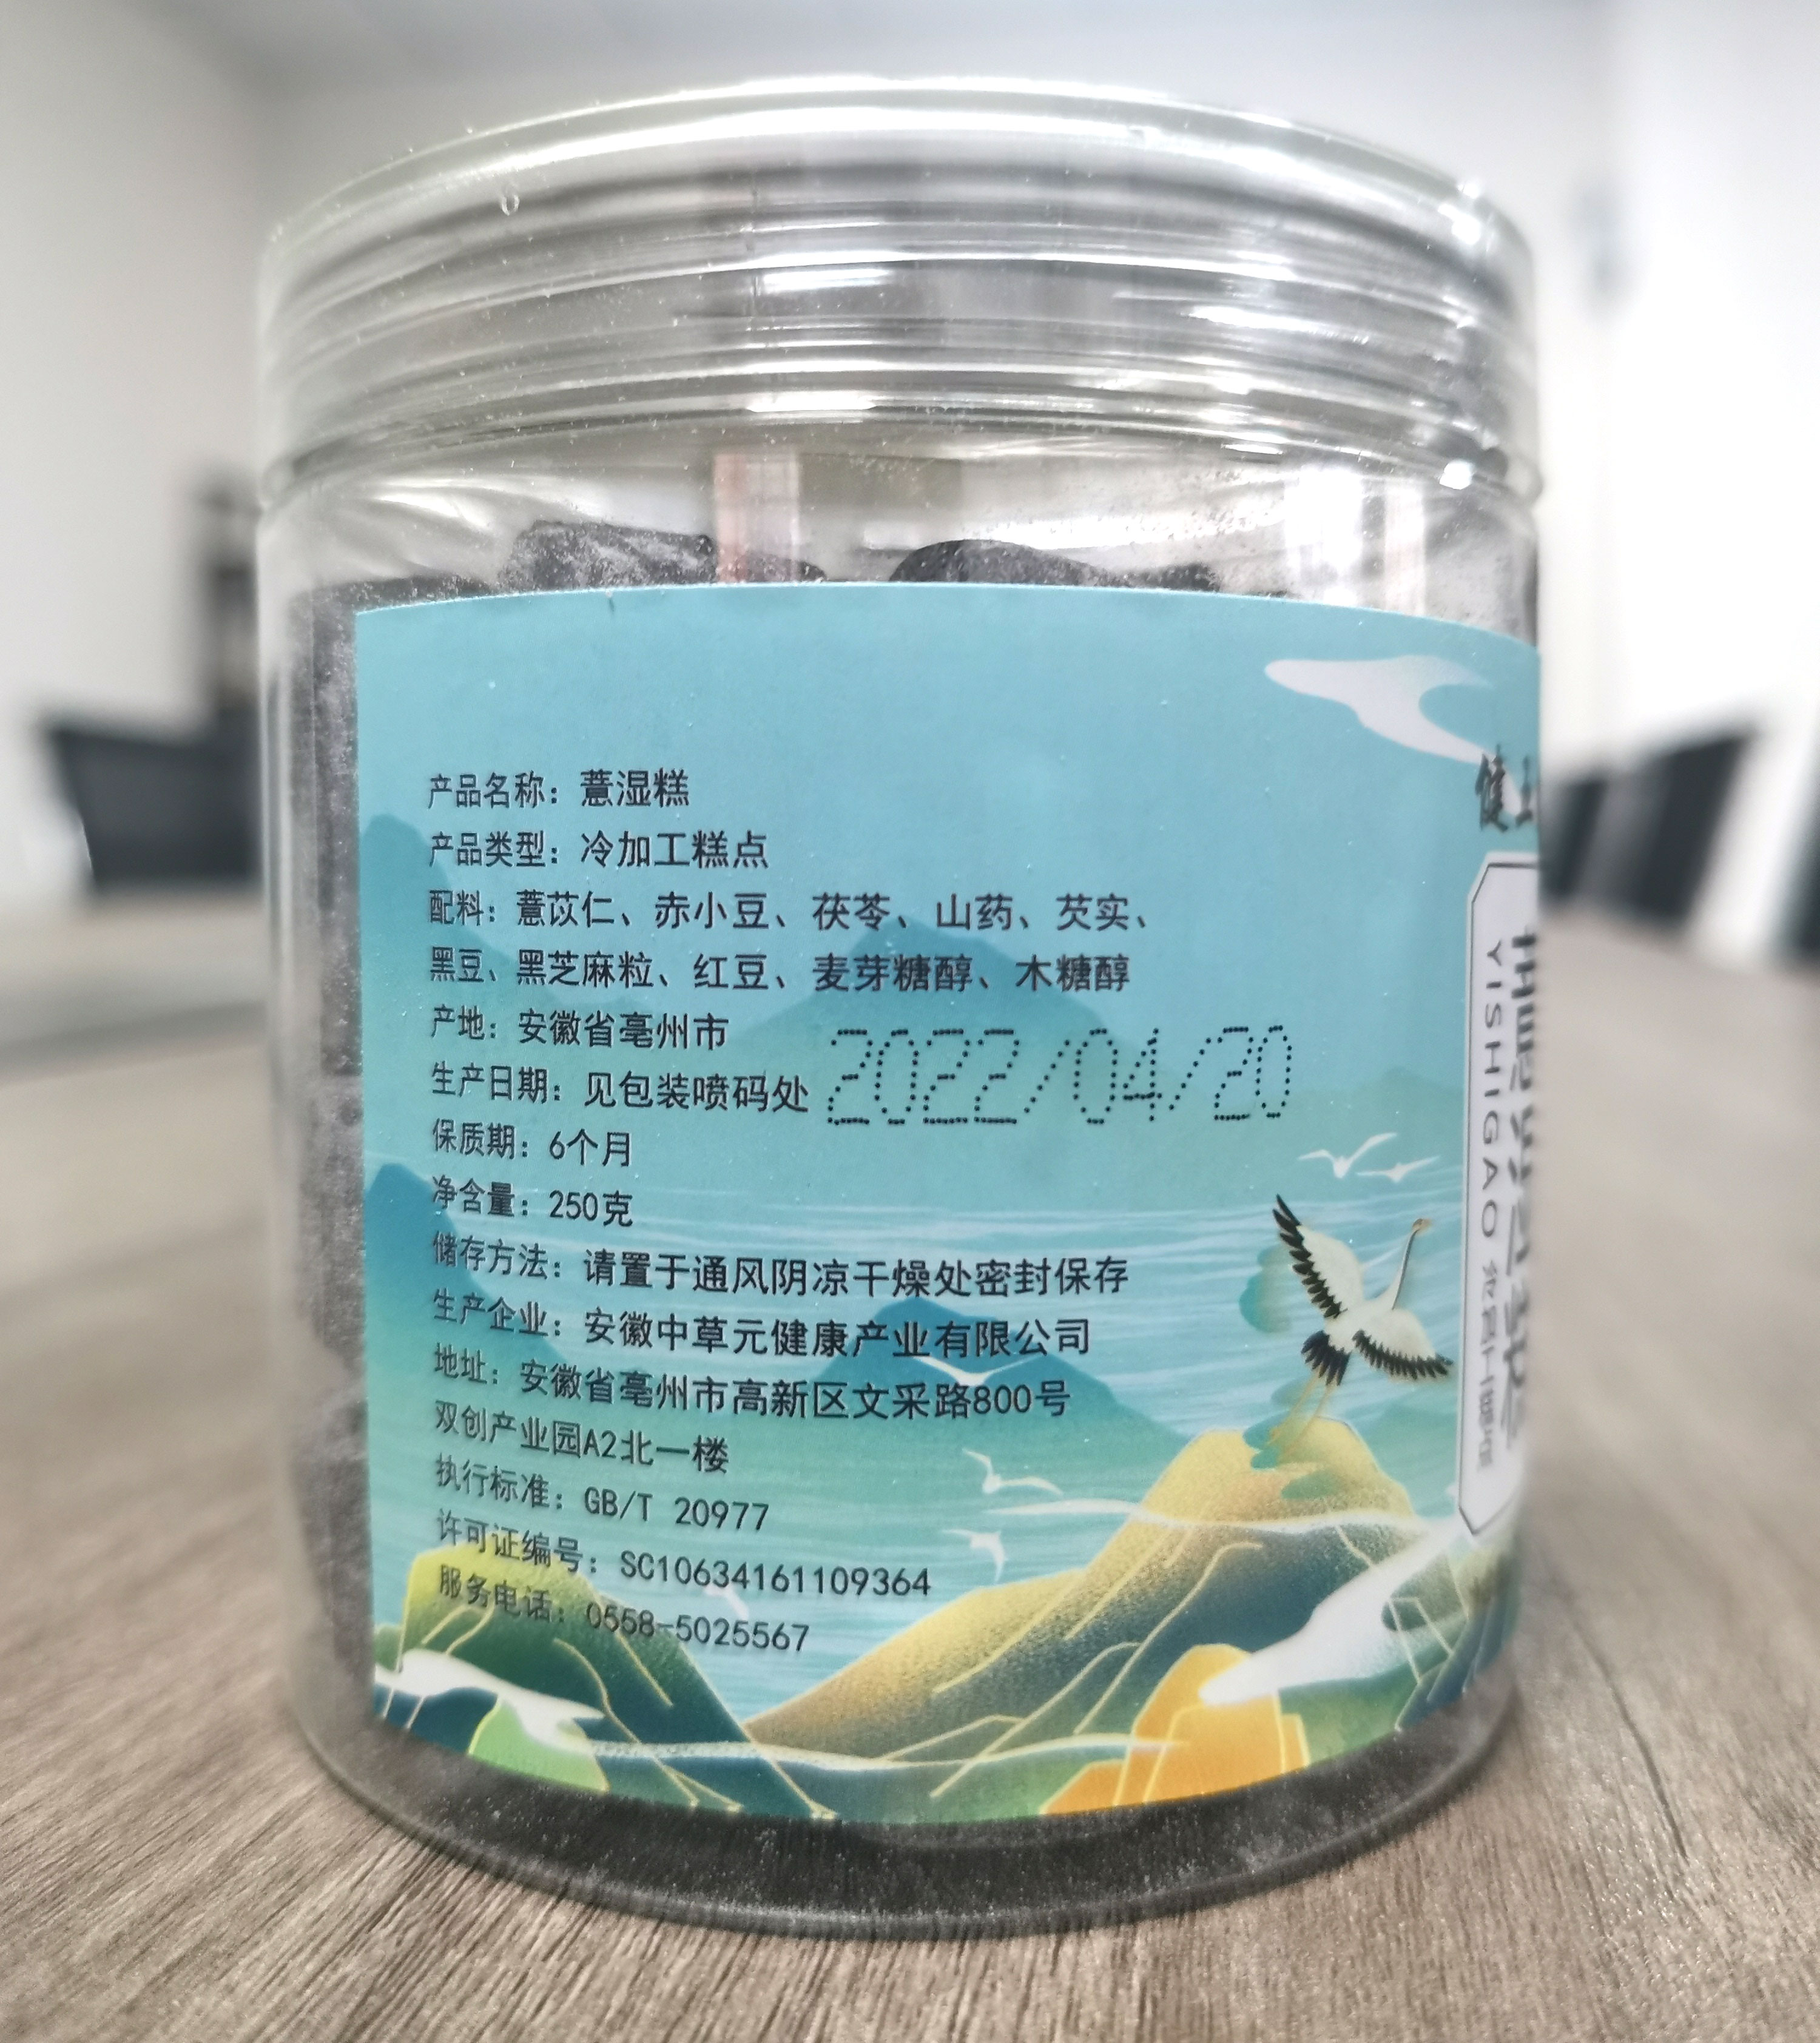 产品名称：薏湿糕
产品类型：冷加工糕点
配料：薏苡仁、赤小豆、茯苓、山药、芡实、
黑豆、黑芝麻粒、红豆、麦芽糖醇、木糖醇
产地：安徽省亳州市
生产日期：见包装喷码处 2022/04/20
保质期：6个月
净含量：250克
储存方法：请置于通风阴凉干燥处密封保存
生产企业：安徽中草元健康产业有限公司
地址：安徽省亳州市高新区文采路800号
双创产业园A2北一楼
执行标准：GB/T 20977
许可证编号：SC10634161109364
服务电话：0558-5025567
健
YISHIGAO